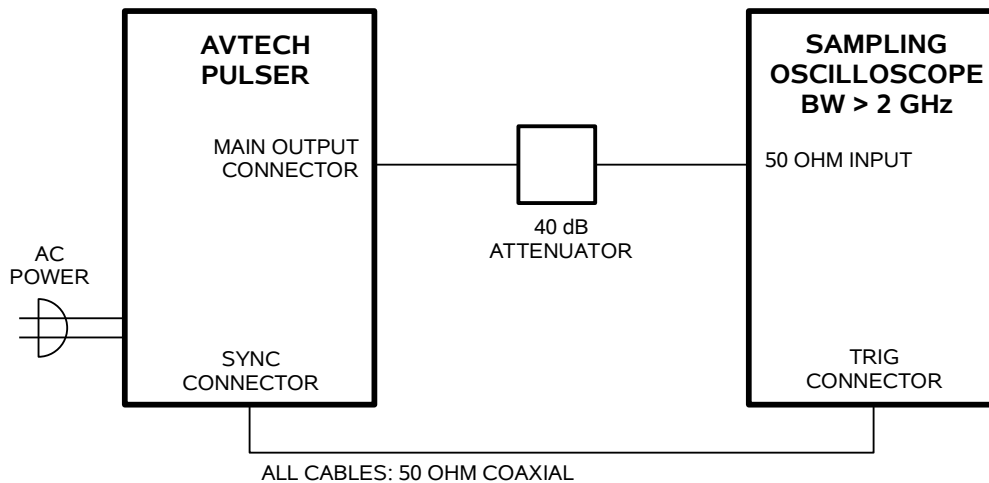 AVTECH
PULSER
MAIN OUTPUT
CONNECTOR
SYNC
CONNECTOR
AC
POWER
40 dB
ATTENUATOR
SAMPLING
OSCILLOSCOPE
BW > 2 GHz
50 OHM INPUT
TRIG
CONNECTOR
ALL CABLES: 50 OHM COAXIAL